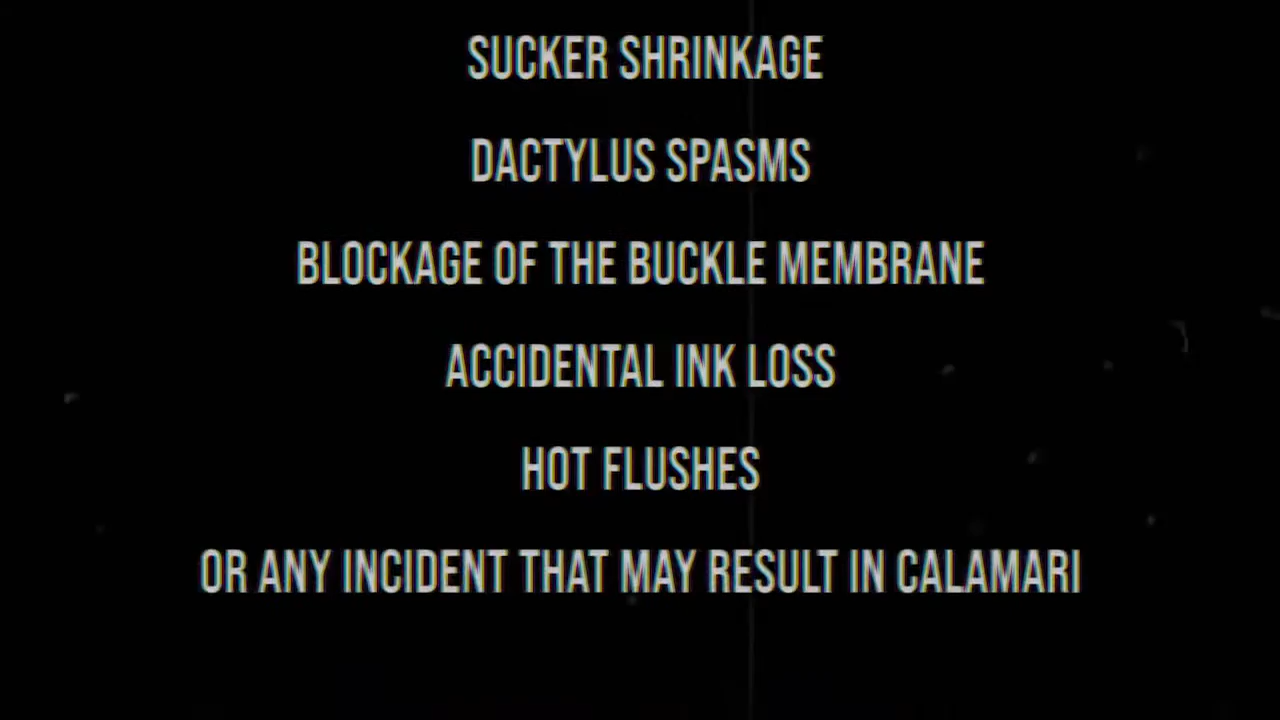 SUCKER SHRINKAGE
DACTYLUS SPASMS
BLOCKAGE OF THE BUCKLE MEMBRANE
ACCIDENTAL INK LOSS
HOT FLUSHES
OR ANY INCIDENT THAT MAY RESULT IN CALAMARI